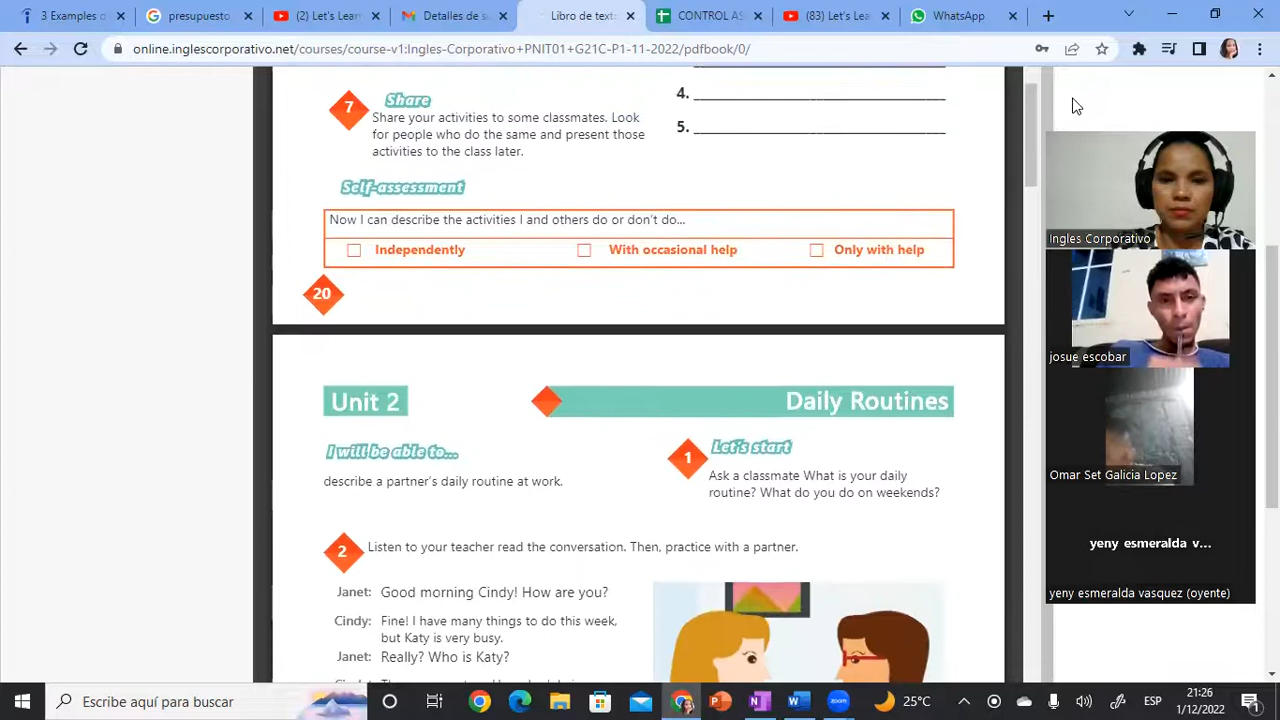 3 Examples d
presupuesto
(2) Let's Lear
Detalles de s
Libro de text
CONTROL AS
(83) Let's Lea
WhatsApp
online.inglescorporativo.net/courses/course-v1:Ingles-Corporativo+PNIT01+G21C-P1-11-2022/pdfbook/0/
7
Share
Share your activities to some classmates. Look
for people who do the same and present those
activities to the class later.
4.
5.
Self-assessment
Now I can describe the activities I and others do or don't do...
Independently
With occasional help
Only with help
20
Unit 2
Daily Routines
I will be able to...
describe a partner's daily routine at work.
1
Let's start
Ask a classmate What is your daily
routine? What do you do on weekends?
2
Listen to your teacher read the conversation. Then, practice with a partner.
Janet: Good morning Cindy! How are you?
Cindy: Fine! I have many things to do this week,
but Katy is very busy.
Janet: Really? Who is Katy?
Ingles Corporativo
josue escobar
Omar Set Galicia Lopez
yeny esmeralda v...
yeny esmeralda vasquez (oyente)
Escribe aquí para buscar
zoom
25°C
ESP
21:26
1/12/2022
1